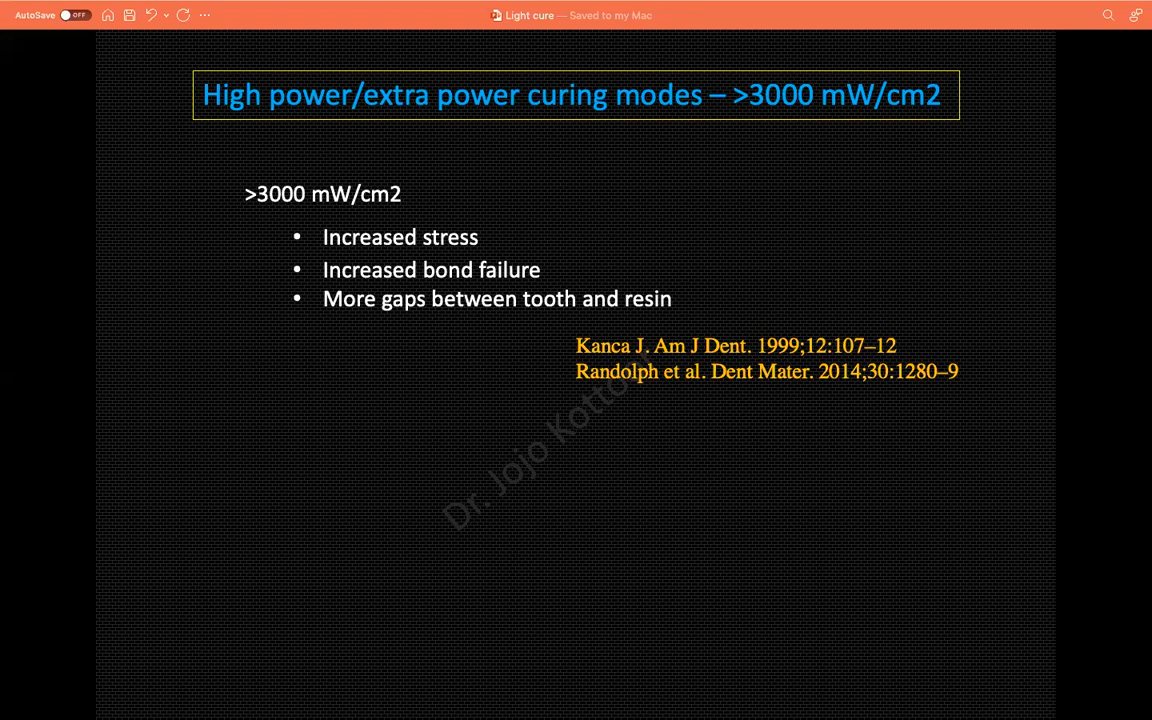 AutoSave OFF
Light cure — Saved to my Mac
High power/extra power curing modes – >3000 mW/cm2
>3000 mW/cm2
• Increased stress
• Increased bond failure
• More gaps between tooth and resin
Kanca J. Am J Dent. 1999;12:107–12
Randolph et al. Dent Mater. 2014;30:1280–9
Dr. Jojo